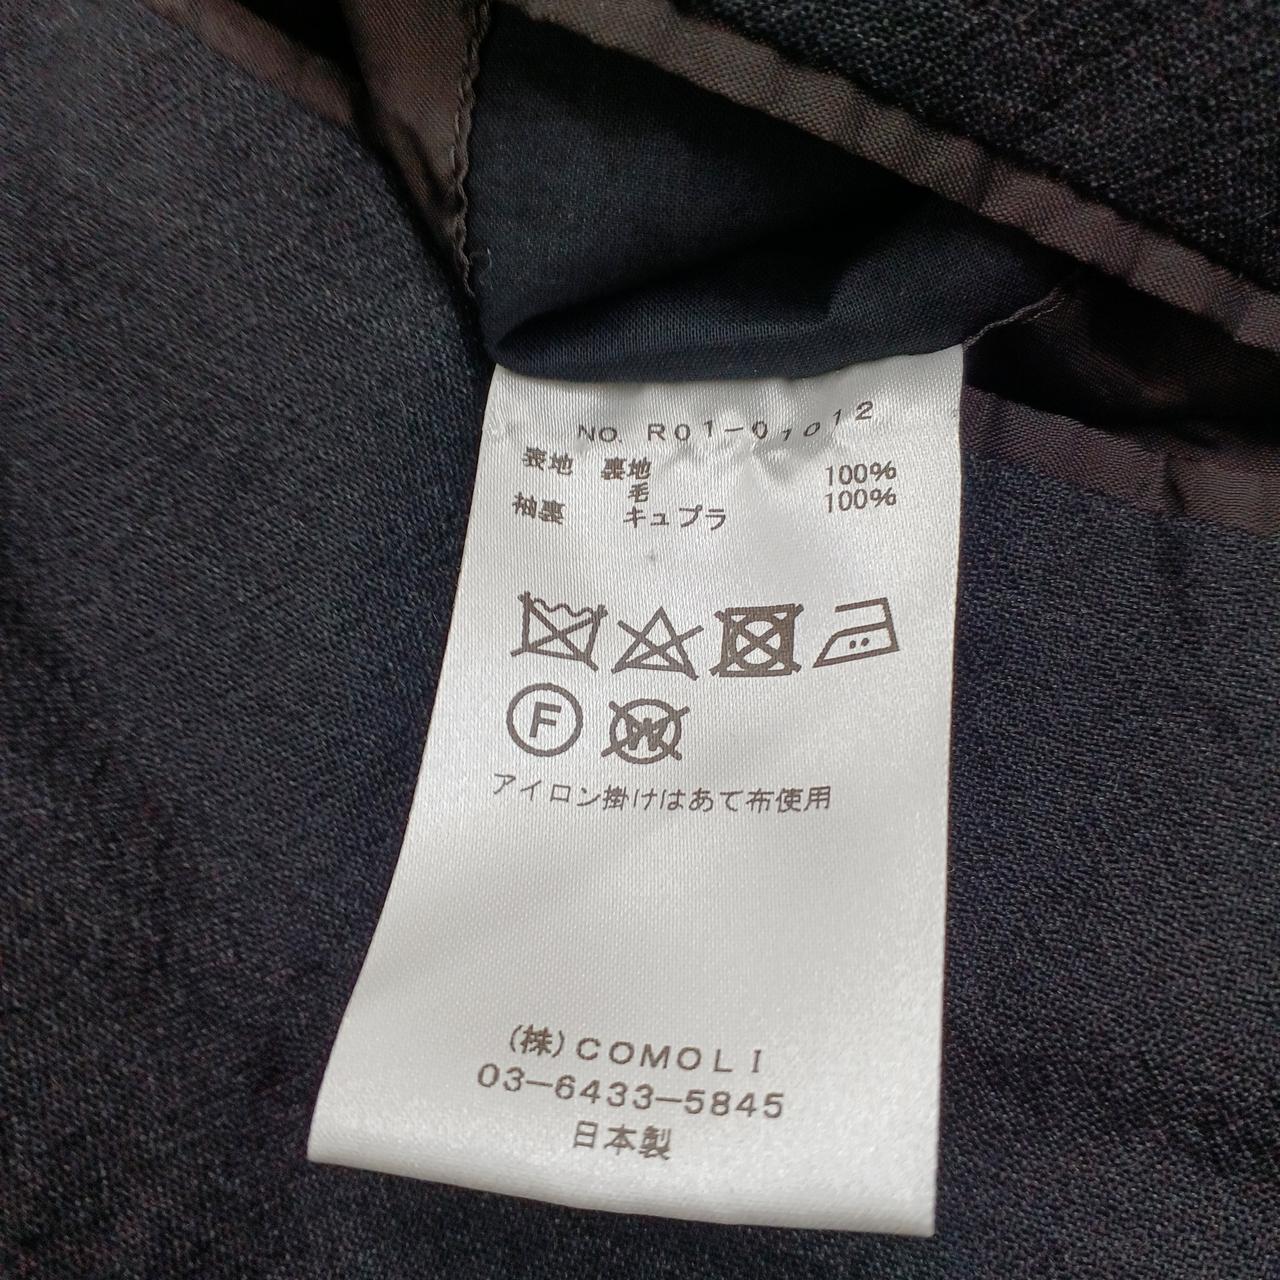 NO. R01-01012
表地 裏地
毛 100%
袖裏 キュプラ 100%
F
W
アイロン掛けはあて布使用
(株)COMOLI
03-6433-5845
日本製